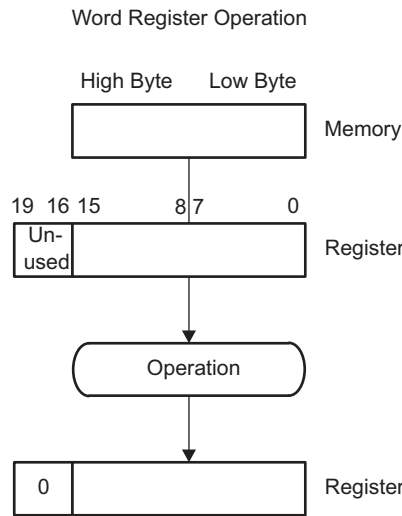 Word Register Operation
High Byte Low Byte
Memory
19 16 15 8 7 0
Un-
used
Register
Operation
0
Register